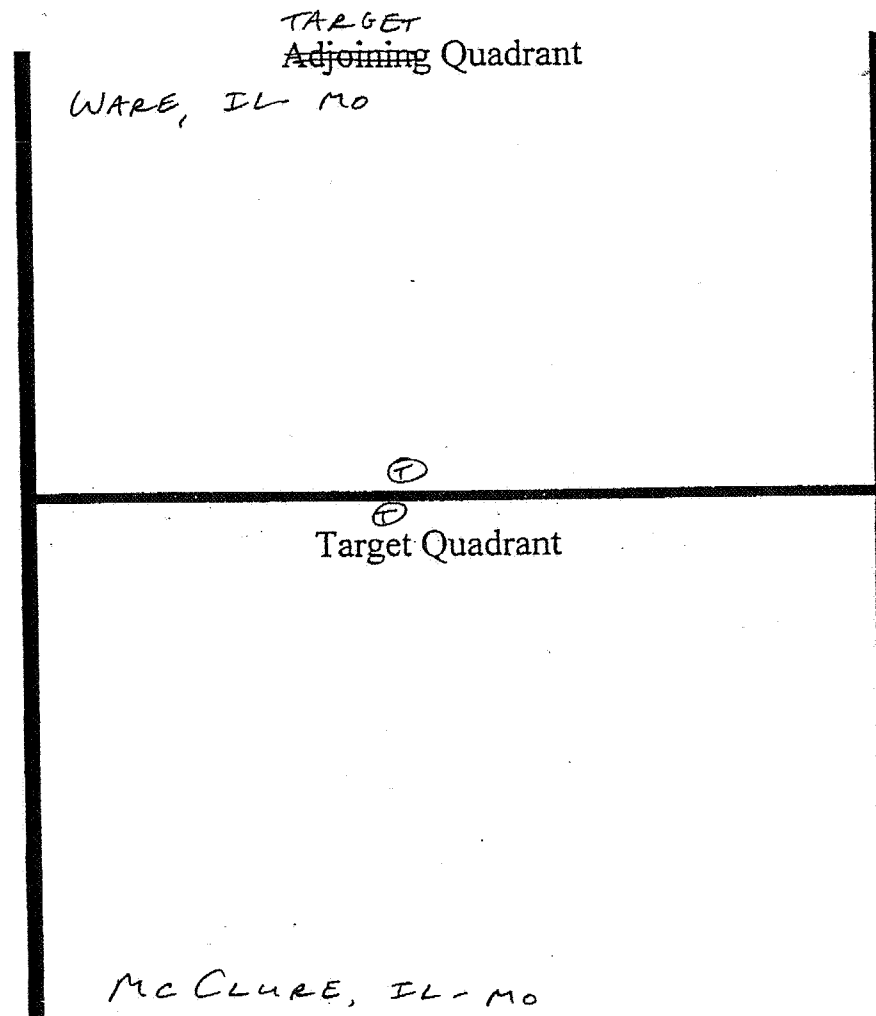 TARGET
Adjoining Quadrant
WARE, IL MO
T
T
Target Quadrant
McCLURE, IL-MO